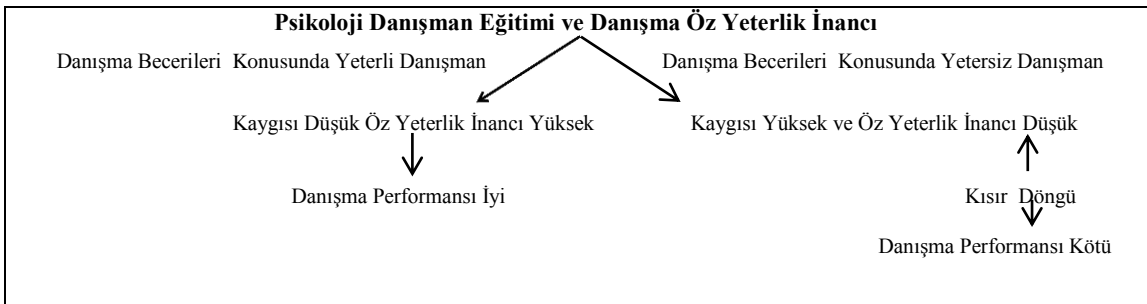 Psikoloji Danışman Eğitimi ve Danışma Öz Yeterlik İnancı
Danışma Becerileri Konusunda Yeterli Danışman
Danışma Becerileri Konusunda Yetersiz Danışman
Kaygısı Düşük Öz Yeterlik İnancı Yüksek
Kaygısı Yüksek ve Öz Yeterlik İnancı Düşük
Danışma Performansı İyi
Kısır Döngü
Danışma Performansı Kötü